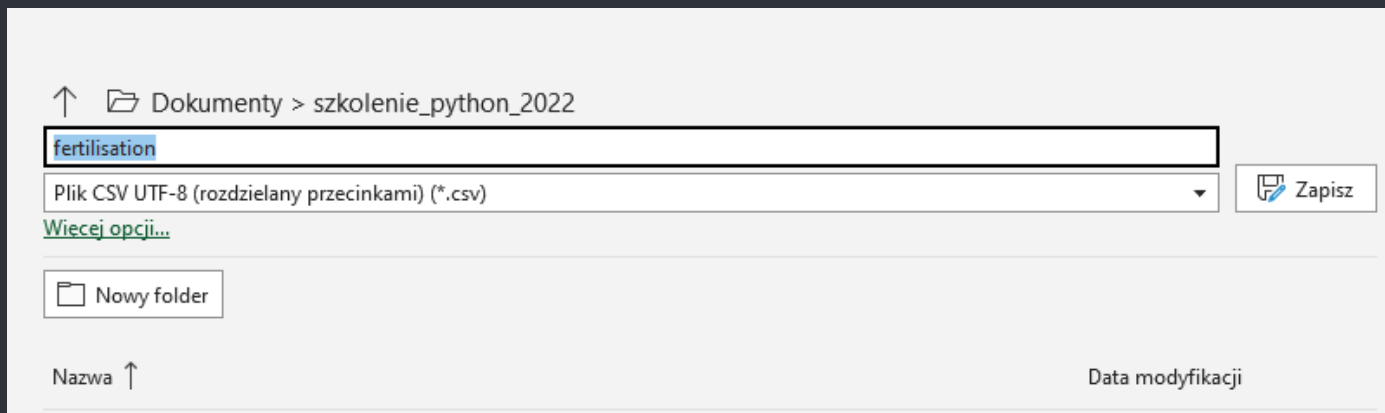 Dokumenty > szkolenie_python_2022
fertilisation
Plik CSV UTF-8 (rozdzielany przecinkami) (*.csv)
Zapisz
Więcej opcji...
Nowy folder
Nazwa ↑ Data modyfikacji